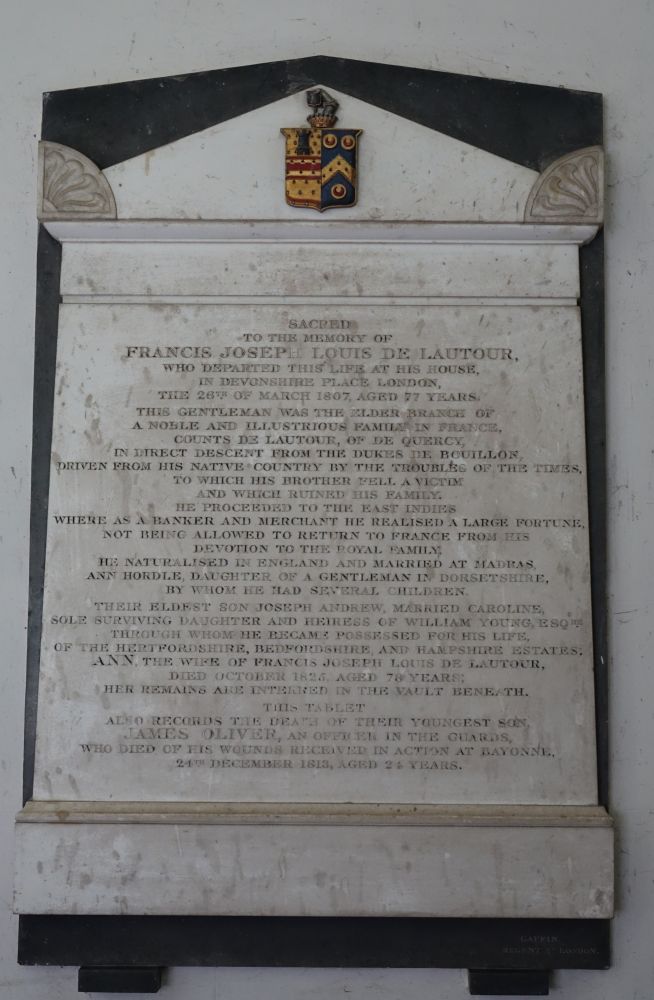 SACRED
TO THE MEMORY OF
FRANCIS JOSEPH LOUIS DE LAUTOUR,
WHO DEPARTED THIS LIFE AT HIS HOUSE,
IN DEVONSHIRE PLACE LONDON,
THE 26TH OF MARCH 1807, AGED 77 YEARS.
THIS GENTLEMAN WAS THE ELDER BRANCH OF
A NOBLE AND ILLUSTRIOUS FAMILY IN FRANCE,
COUNTS DE LAUTOUR, OF DE QUERCY,
IN DIRECT DESCENT FROM THE DUKES DE BOUILLON,
DRIVEN FROM HIS NATIVE COUNTRY BY THE TROUBLES OF THE TIMES,
TO WHICH HIS BROTHER FELL A VICTIM
AND WHICH RUINED HIS FAMILY.
HE PROCEEDED TO THE EAST INDIES
WHERE AS A BANKER AND MERCHANT HE REALISED A LARGE FORTUNE,
NOT BEING ALLOWED TO RETURN TO FRANCE FROM HIS
DEVOTION TO THE ROYAL FAMILY,
HE NATURALISED IN ENGLAND AND MARRIED AT MADRAS,
ANN HORDLE, DAUGHTER OF A GENTLEMAN IN DORSETSHIRE,
BY WHOM HE HAD SEVERAL CHILDREN.
THEIR ELDEST SON JOSEPH ANDREW, MARRIED CAROLINE,
SOLE SURVIVING DAUGHTER AND HEIRESS OF WILLIAM YOUNG, ESQRE
THROUGH WHOM HE BECAME POSSESSED FOR HIS LIFE,
OF THE HERTFORDSHIRE, BEDFORDSHIRE, AND HAMPSHIRE ESTATES.
ANN, THE WIFE OF FRANCIS JOSEPH LOUIS DE LAUTOUR,
DIED OCTOBER AGED 78 YEARS;
HER REMAINS ARE INTERRED IN THE VAULT BENEATH.
THIS TABLET
ALSO RECORDS THE DEATH OF THEIR YOUNGEST SON,
JAMES OLIVER, AN OFFICER IN THE GUARDS,
WHO DIED OF HIS WOUNDS RECEIVED IN ACTION AT BAYONNE,
24TH DECEMBER 1813, AGED 24 YEARS.
GAFFIN
REGENT ST LONDON.